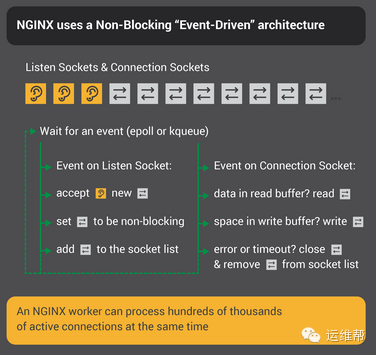 NGINX uses a Non-Blocking “Event-Driven” architecture
Listen Sockets & Connection Sockets
...
Wait for an event (epoll or kqueue)
Event on Listen Socket:
accept new
set to be non-blocking
add to the socket list
Event on Connection Socket:
data in read buffer? read
space in write buffer? write
error or timeout? close
& remove from socket list
An NGINX worker can process hundreds of thousands
of active connections at the same time
运维帮